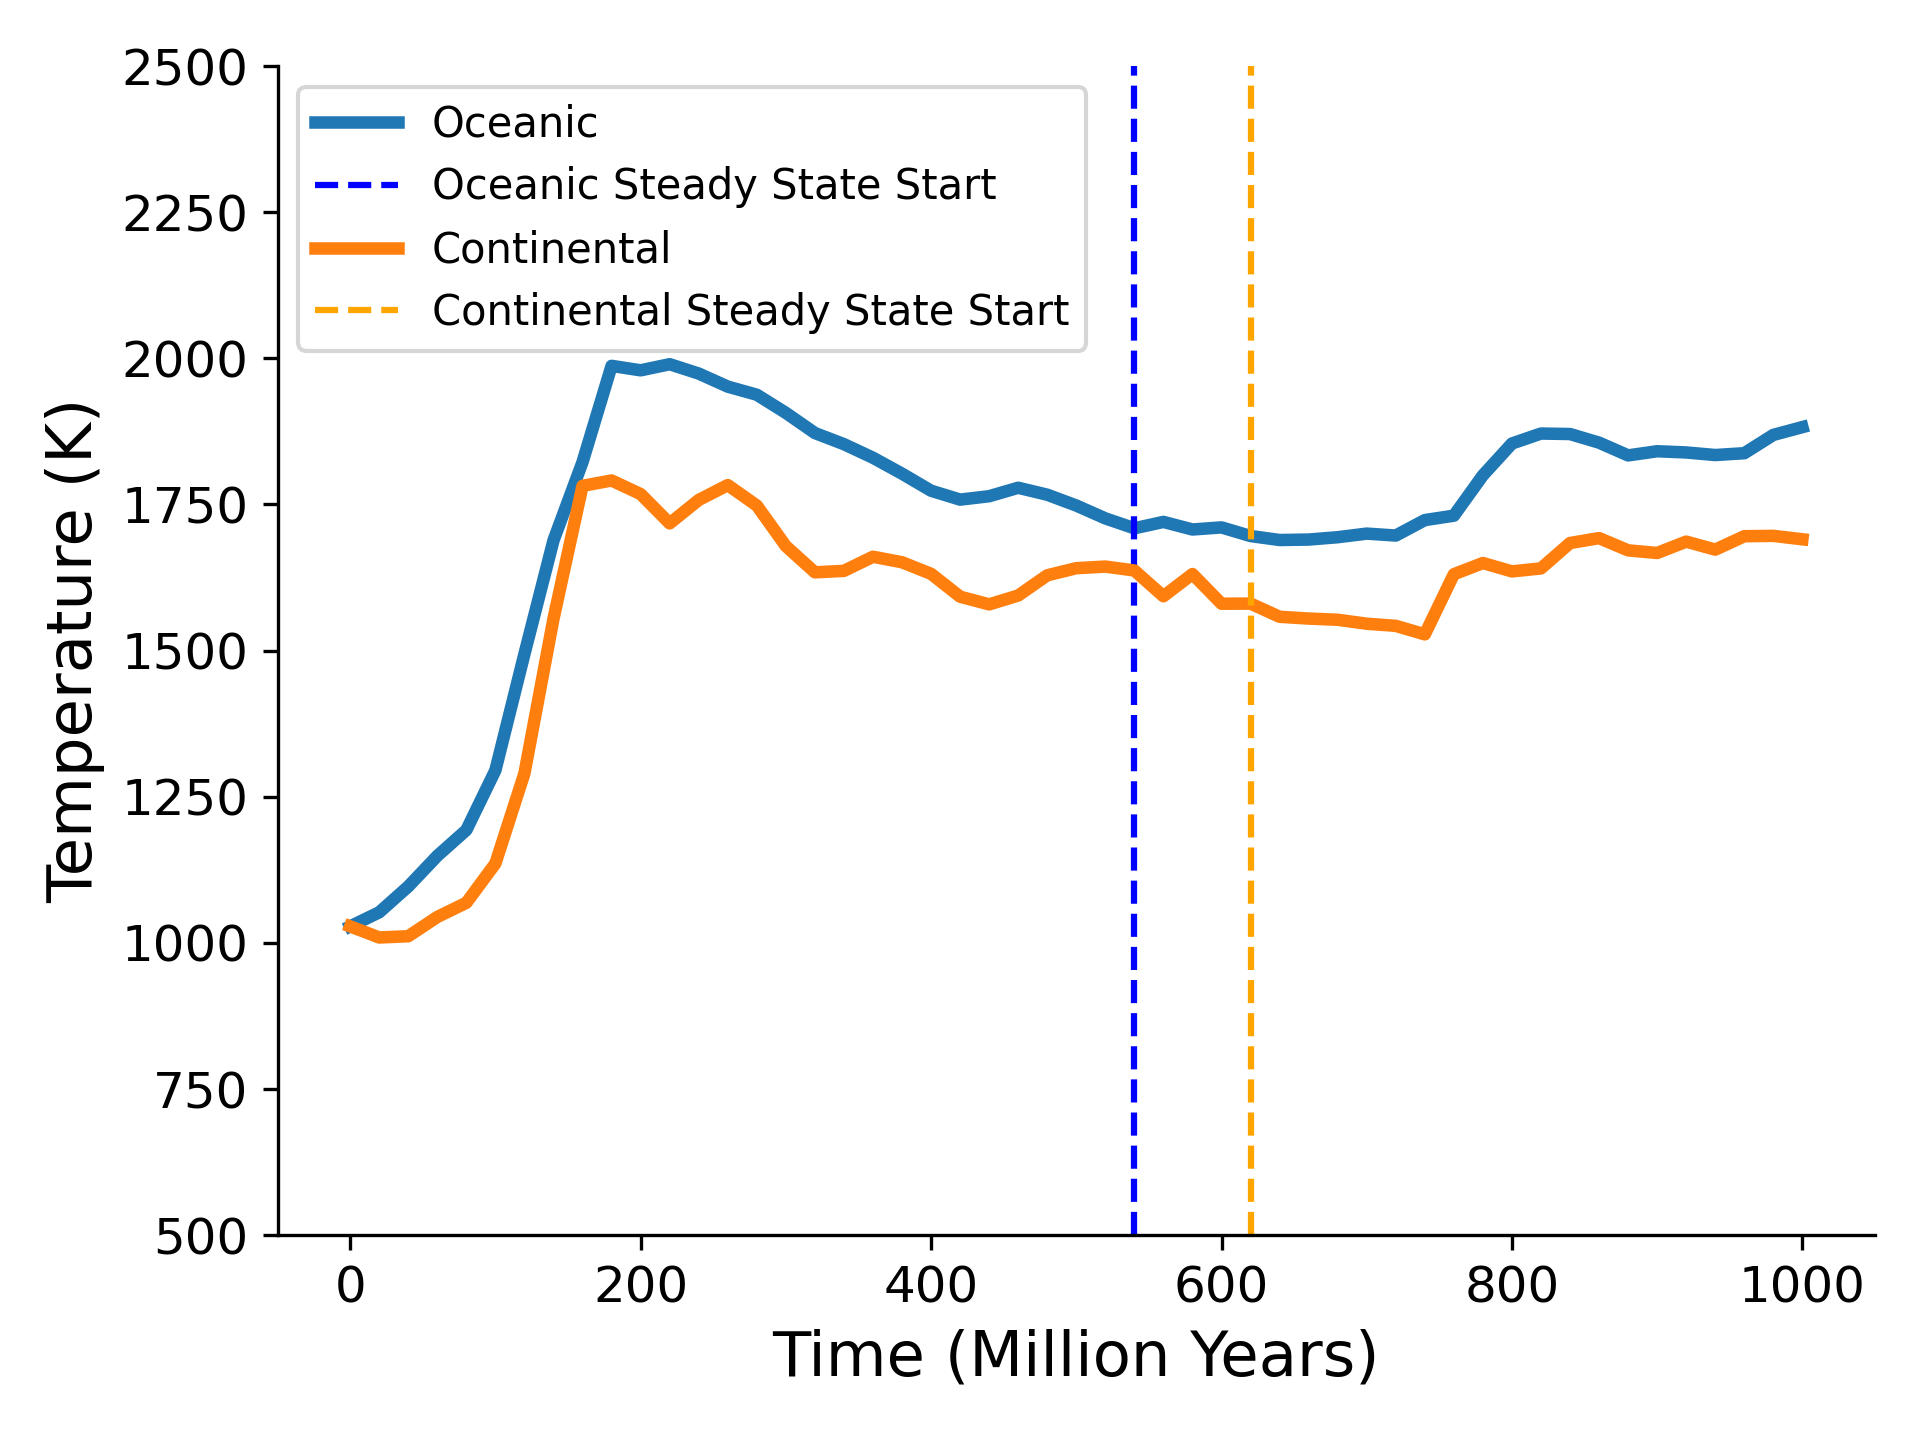 2500
2250
2000
1750
1500
1250
1000
750
500
Temperature (K)
Oceanic
Oceanic Steady State Start
Continental
Continental Steady State Start
0 200 400 600 800 1000
Time (Million Years)